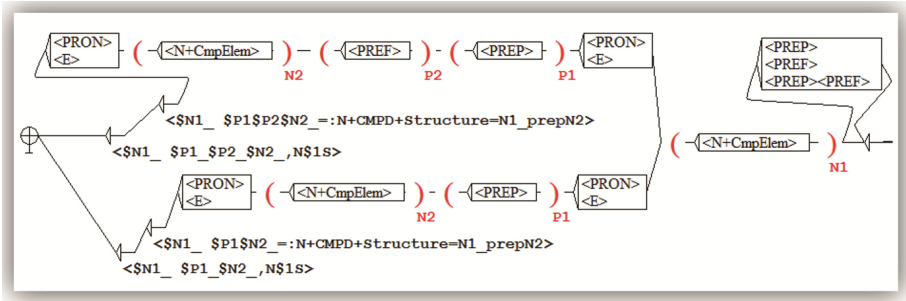 <PRON>
<E>
( <N+CmpElem> ) N2
( <PREF> ) P2
( <PREP> ) P1
<PRON>
<E>
<PREP>
<PREF>
<PREP><PREF>
<$N1_ $P1$P2$N2_=:N+CMPD+Structure=N1_prepN2>
<$N1_ $P1_$P2_$N2_,N$1S>
( <N+CmpElem> ) N1
<PRON>
<E>
( <N+CmpElem> ) N2
( <PREP> ) P1
<PRON>
<E>
<$N1_ $P1$N2_=:N+CMPD+Structure=N1_prepN2>
<$N1_ $P1_$N2_,N$1S>